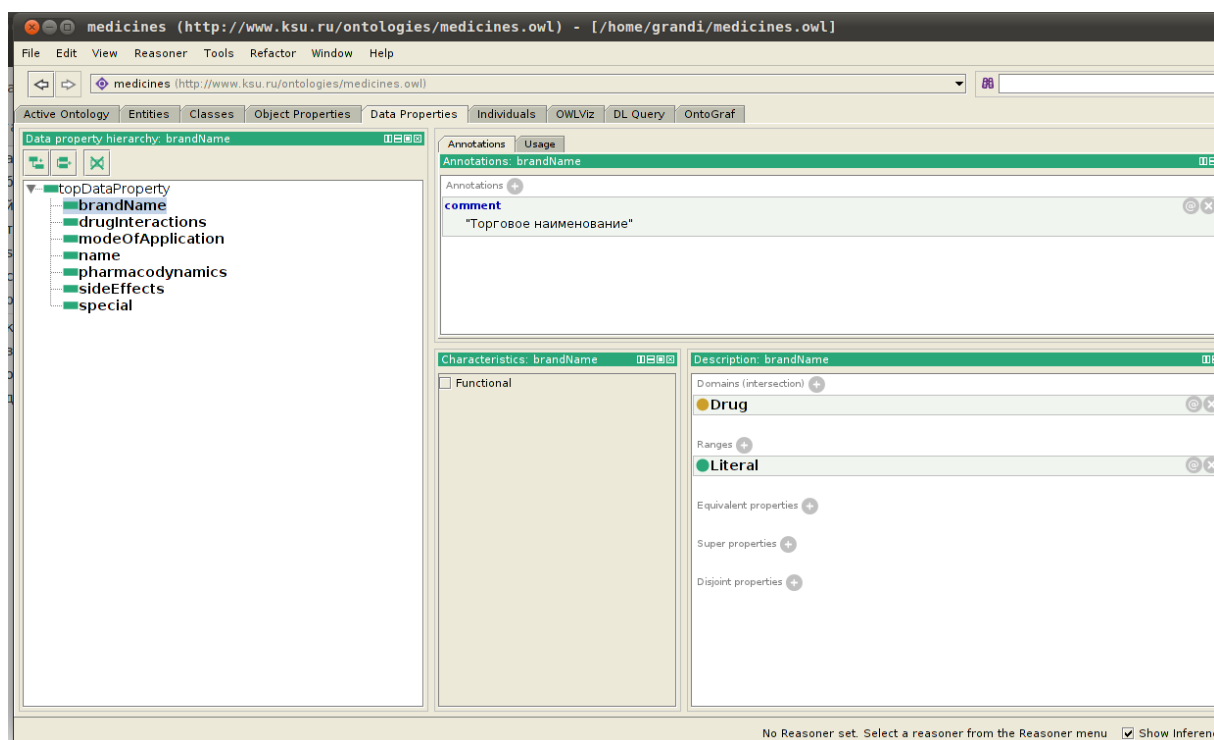 medicines (http://www.ksu.ru/ontologies/medicines.owl) - [/home/grandi/medicines.owl]
File Edit View Reasoner Tools Refactor Window Help
medicines (http://www.ksu.ru/ontologies/medicines.owl)
Active Ontology Entities Classes Object Properties Data Properties Individuals OWLViz DL Query OntoGraf
Data property hierarchy: brandName
topDataProperty
brandName
drugInteractions
modeOfApplication
name
pharmacodynamics
sideEffects
special
Annotations Usage
Annotations: brandName
Annotations
comment
"Торговое наименование"
Characteristics: brandName
Functional
Description: brandName
Domains (intersection)
Drug
Ranges
Literal
Equivalent properties
Super properties
Disjoint properties
No Reasoner set. Select a reasoner from the Reasoner menu Show Inferen